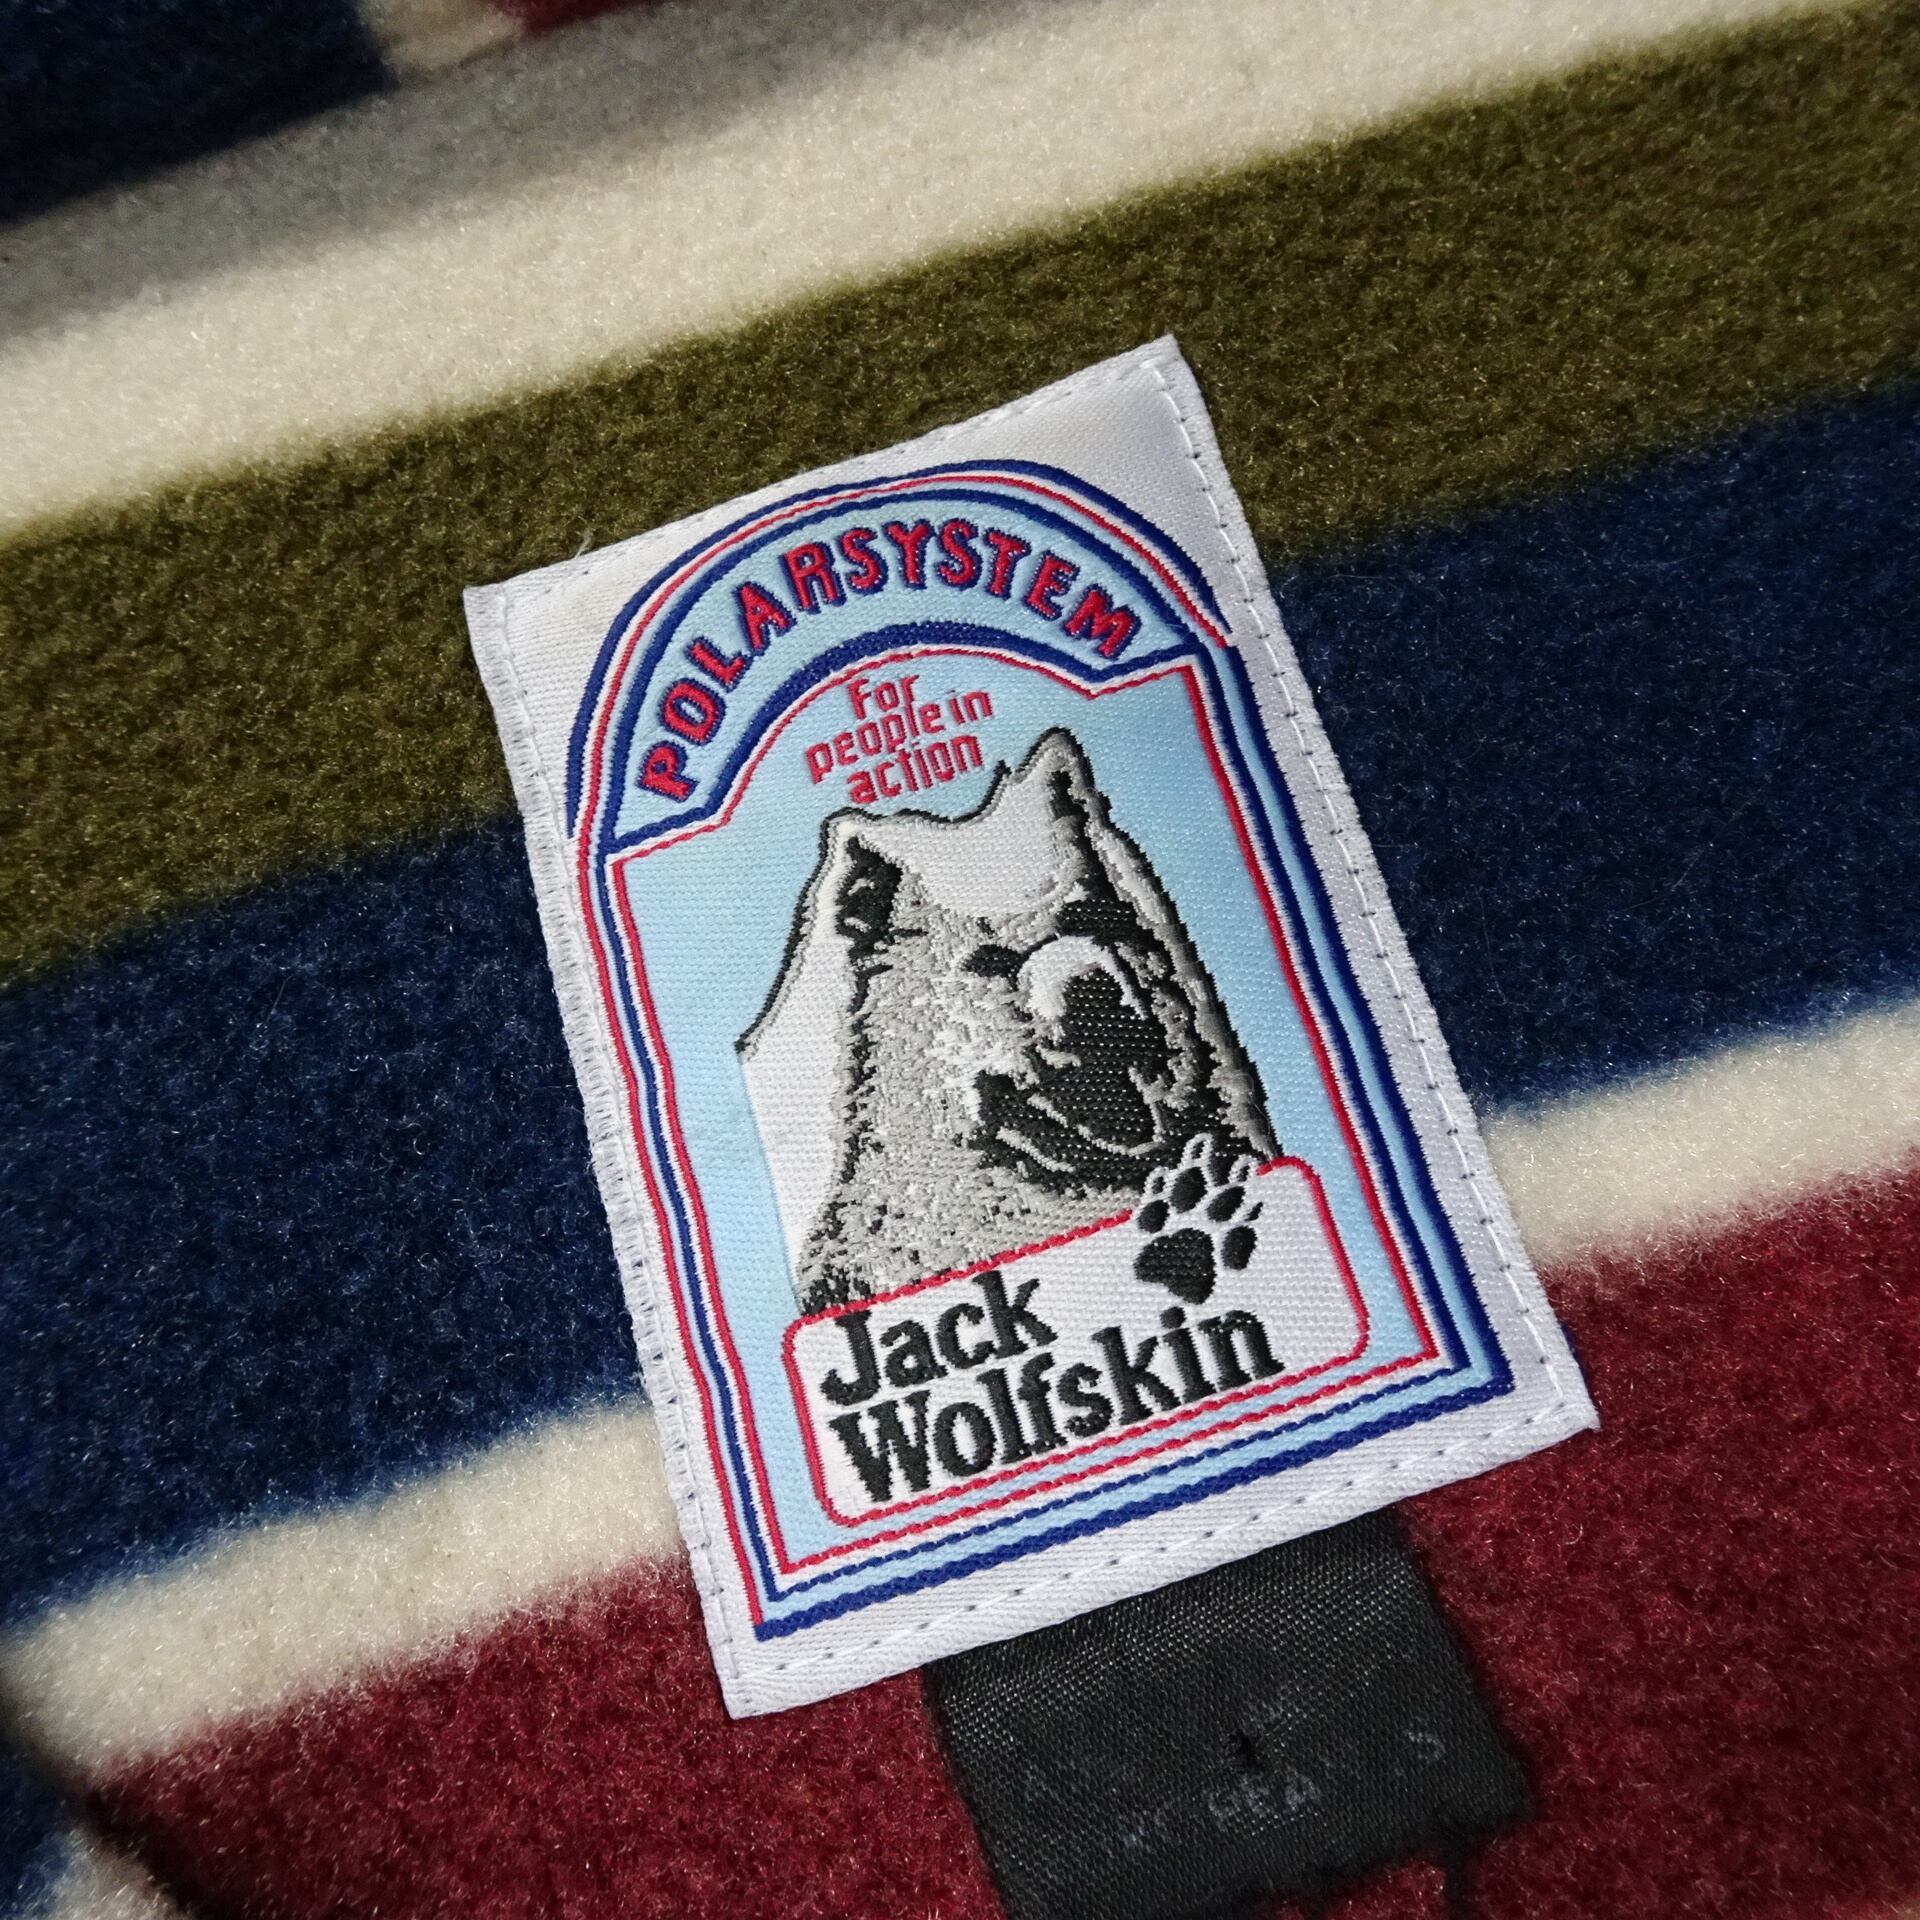 POLARSYSTEM
For
people in
action
Jack
Wolfskin